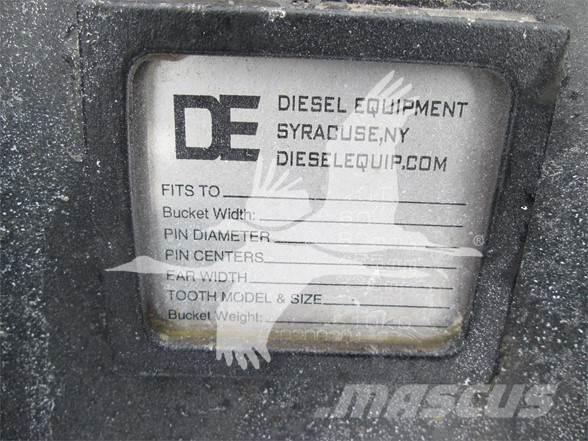 DE
DIESEL EQUIPMENT
SYRACUSE,NY
DIESELEQUIP.COM
FITS TO
Bucket Width:
PIN DIAMETER
PIN CENTERS
EAR WIDTH
TOOTH MODEL & SIZE
Bucket Weight:
®
MASCUS